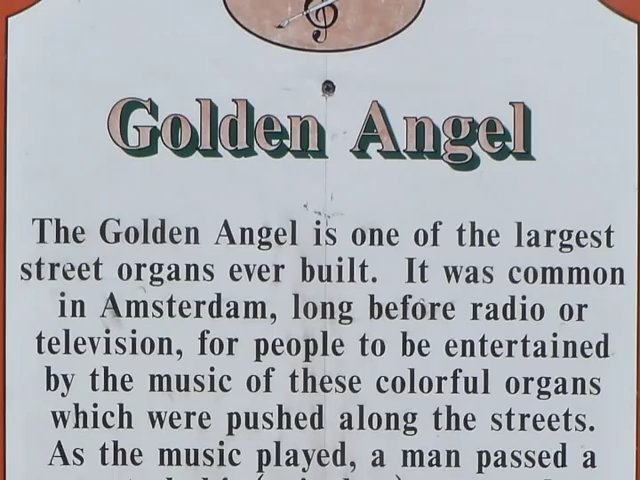 Golden Angel
The Golden Angel is one of the largest
street organs ever built. It was common
in Amsterdam, long before radio or
television, for people to be entertained
by the music of these colorful organs
which were pushed along the streets.
As the music played, a man passed a